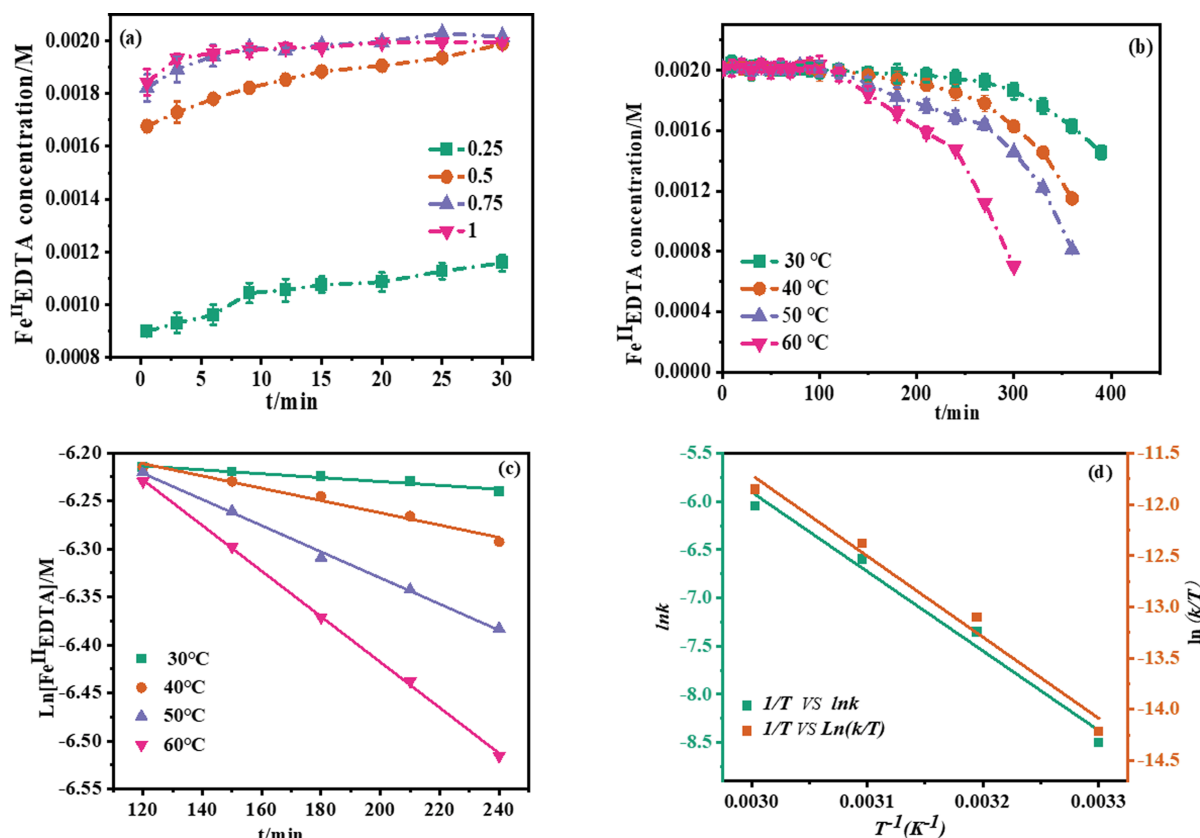 (a)
Fe^II EDTA concentration/M
0.0020
0.0018
0.0016
0.0014
0.0012
0.0010
0.0008
0.25
0.5
0.75
1
0 5 10 15 20 25 30
t/min
(b)
Fe^II EDTA concentration/M
0.0020
0.0016
0.0012
0.0008
0.0004
0.0000
30 °C
40 °C
50 °C
60 °C
0 100 200 300 400
t/min
(c)
Ln[Fe^II EDTA]/M
-6.20
-6.25
-6.30
-6.35
-6.40
-6.45
-6.50
-6.55
30°C
40°C
50°C
60°C
120 140 160 180 200 220 240
t/min
(d)
lnk
-5.5
-6.0
-6.5
-7.0
-7.5
-8.0
-8.5
1/T VS lnk
1/T VS Ln(k/T)
0.0030 0.0031 0.0032 0.0033
T^-1(K^-1)
-11.5
-12.0
-12.5
-13.0
-13.5
-14.0
-14.5
ln (k/T)